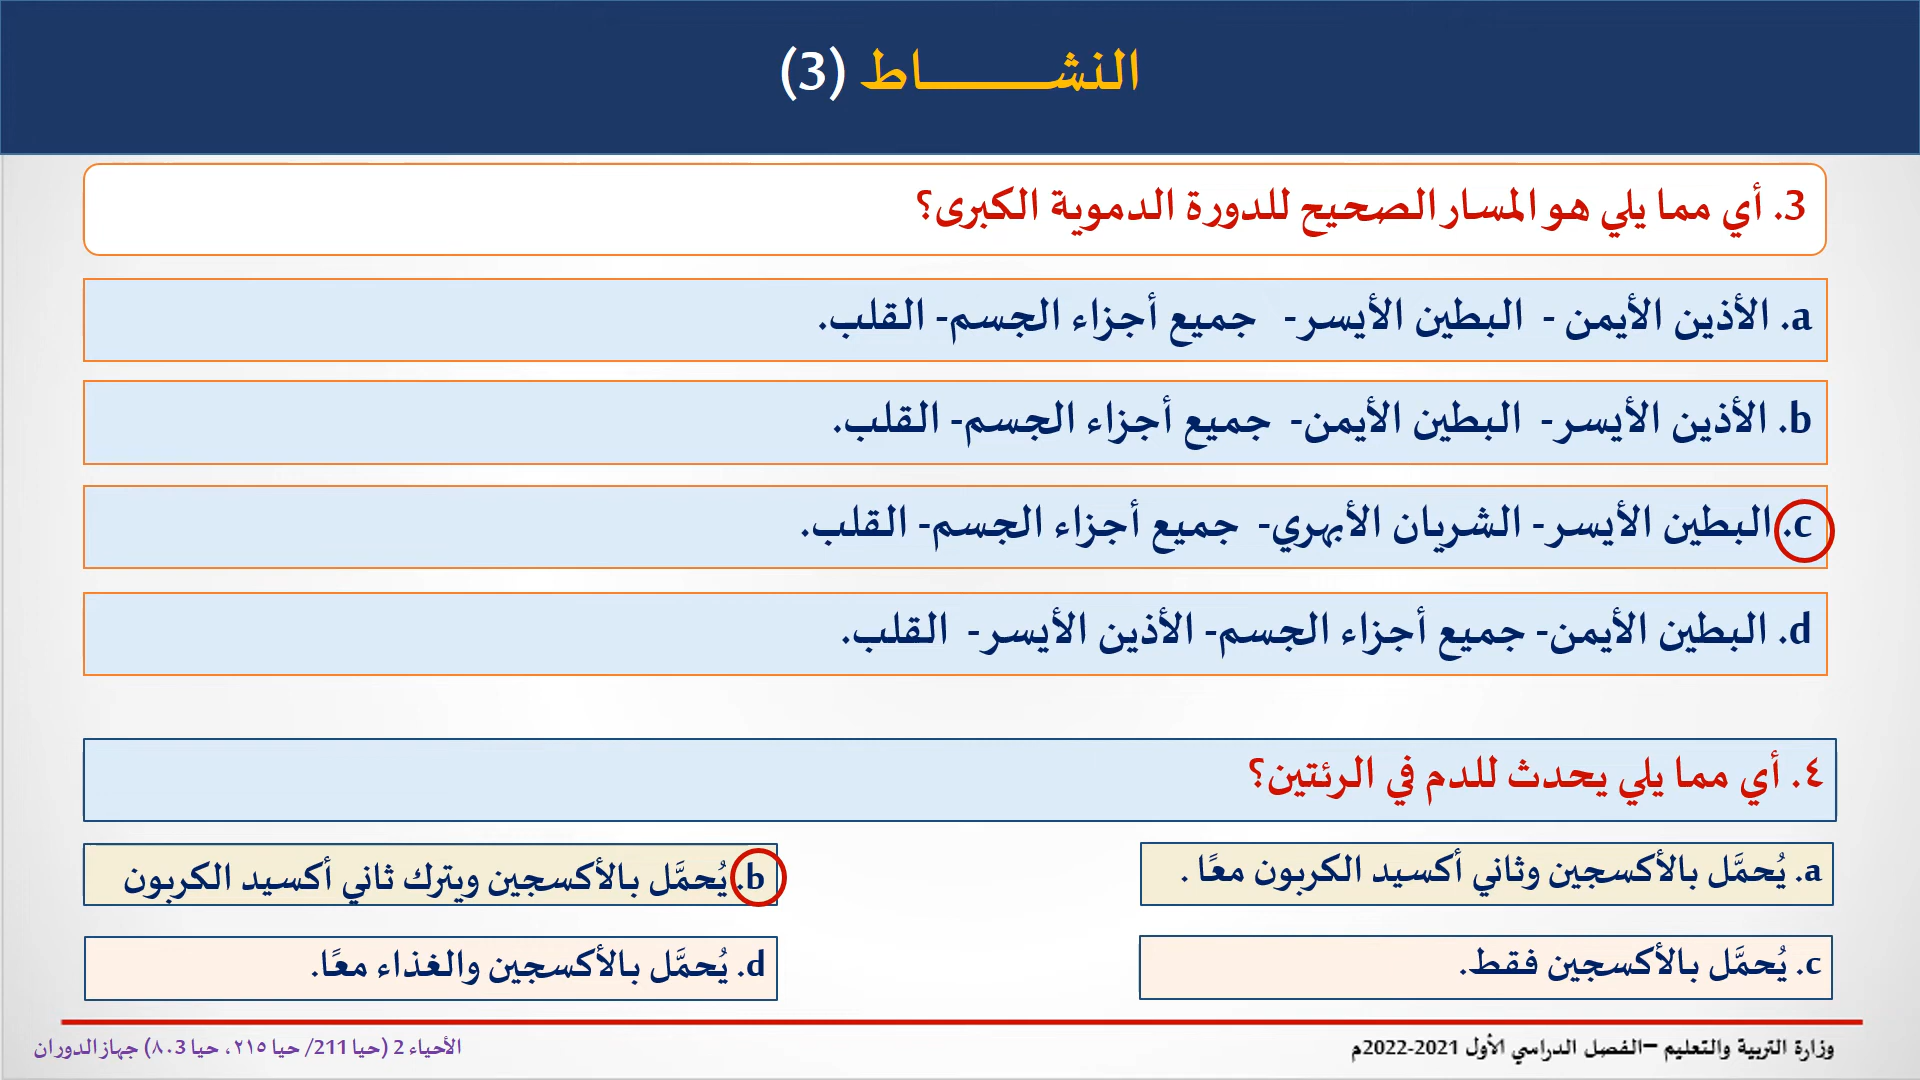 النشـــــــــــاط (3)
3. أي مما يلي هو المسار الصحيح للدورة الدموية الكبرى؟
a. الأذين الأيمن - البطين الأيسر- جميع أجزاء الجسم- القلب.
b. الأذين الأيسر- البطين الأيمن- جميع أجزاء الجسم- القلب.
c. البطين الأيسر- الشريان الأبهري- جميع أجزاء الجسم- القلب.
d. البطين الأيمن- جميع أجزاء الجسم- الأذين الأيسر- القلب.
٤. أي مما يلي يحدث للدم في الرئتين؟
a. يُحمَّل بالأكسجين وثاني أكسيد الكربون معًا .
b. يُحمَّل بالأكسجين ويترك ثاني أكسيد الكربون
c. يُحمَّل بالأكسجين فقط.
d. يُحمَّل بالأكسجين والغذاء معًا.
وزارة التربية والتعليم –الفصل الدراسي الأول 2021-2022م
الأحياء 2 (حيا 211/ حيا ٢١٥، حيا ٨٠3) جهاز الدوران